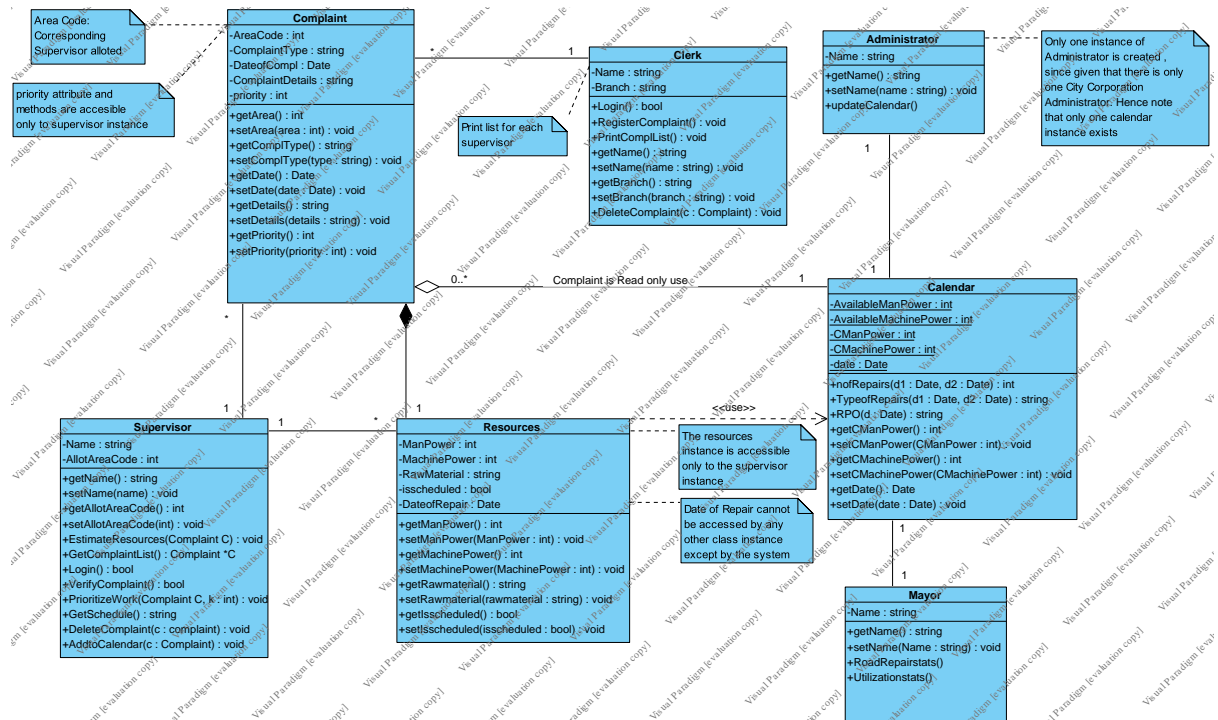 Area Code:
Corresponding
Supervisor alloted
priority attribute and
methods are accesible
only to supervisor instance
Complaint
-AreaCode : int
-ComplaintType : string
-DateofCompl : Date
-ComplaintDetails : string
-priority : int
+getArea() : int
+setArea(area : int) : void
+getComplType() : string
+setComplType(type : string) : void
+getDate() : Date
+setDate(date : Date) : void
+getDetails() : string
+setDetails(details : string) : void
+getPriority() : int
+setPriority(priority : int) : void
*
1
Clerk
-Name : string
-Branch : string
+Login() : bool
+RegisterComplaint() : void
+PrintComplList() : void
+getName() : string
+setName(name : string) : void
+getBranch() : string
+setBranch(branch : string) : void
+DeleteComplaint(c : Complaint) : void
Print list for each
supervisor
Administrator
-Name : string
+getName() : string
+setName(name : string) : void
+updateCalendar()
Only one instance of
Administrator is created ,
since given that there is only
one City Corporation
Administrator. Hence note
that only one calendar
instance exists
1
1
0..*
Complaint is Read only use
1
Calendar
-AvailableManPower : int
-AvailableMachinePower : int
-CManPower : int
-CMachinePower : int
-date : Date
+nofRepairs(d1 : Date, d2 : Date) : int
+TypeofRepairs(d1 : Date, d2 : Date) : string
+RPO(d : Date) : string
+getCManPower() : int
+setCManPower(CManPower : int) : void
+getCMachinePower() : int
+setCMachinePower(CMachinePower : int) : void
+getDate() : Date
+setDate(date : Date) : void
*
1
1
*
1
<<use>>
Supervisor
-Name : string
-AllotAreaCode : int
+getName() : string
+setName(name) : void
+getAllotAreaCode() : int
+setAllotAreaCode(int) : void
+EstimateResources(Complaint C) : void
+GetComplaintList() : Complaint *C
+Login() : bool
+VerifyComplaint() : bool
+PrioritizeWork(Complaint C, k : int) : void
+GetSchedule() : string
+DeleteComplaint(c : complaint) : void
+AddtoCalendar(c : Complaint) : void
Resources
-ManPower : int
-MachinePower : int
-RawMaterial : string
-isscheduled : bool
-DateofRepair : Date
+getManPower() : int
+setManPower(ManPower : int) : void
+getMachinePower() : int
+setMachinePower(MachinePower : int) : void
+getRawmaterial() : string
+setRawmaterial(rawmaterial : string) : void
+getIsscheduled() : bool
+setIsscheduled(isscheduled : bool) : void
The resources
instance is accessible
only to the supervisor
instance
Date of Repair cannot
be accessed by any
other class instance
except by the system
1
1
Mayor
-Name : string
+getName() : string
+setName(Name : string) : void
+RoadRepairstats()
+Utilizationstats()
Visual Paradigm [evaluation copy]